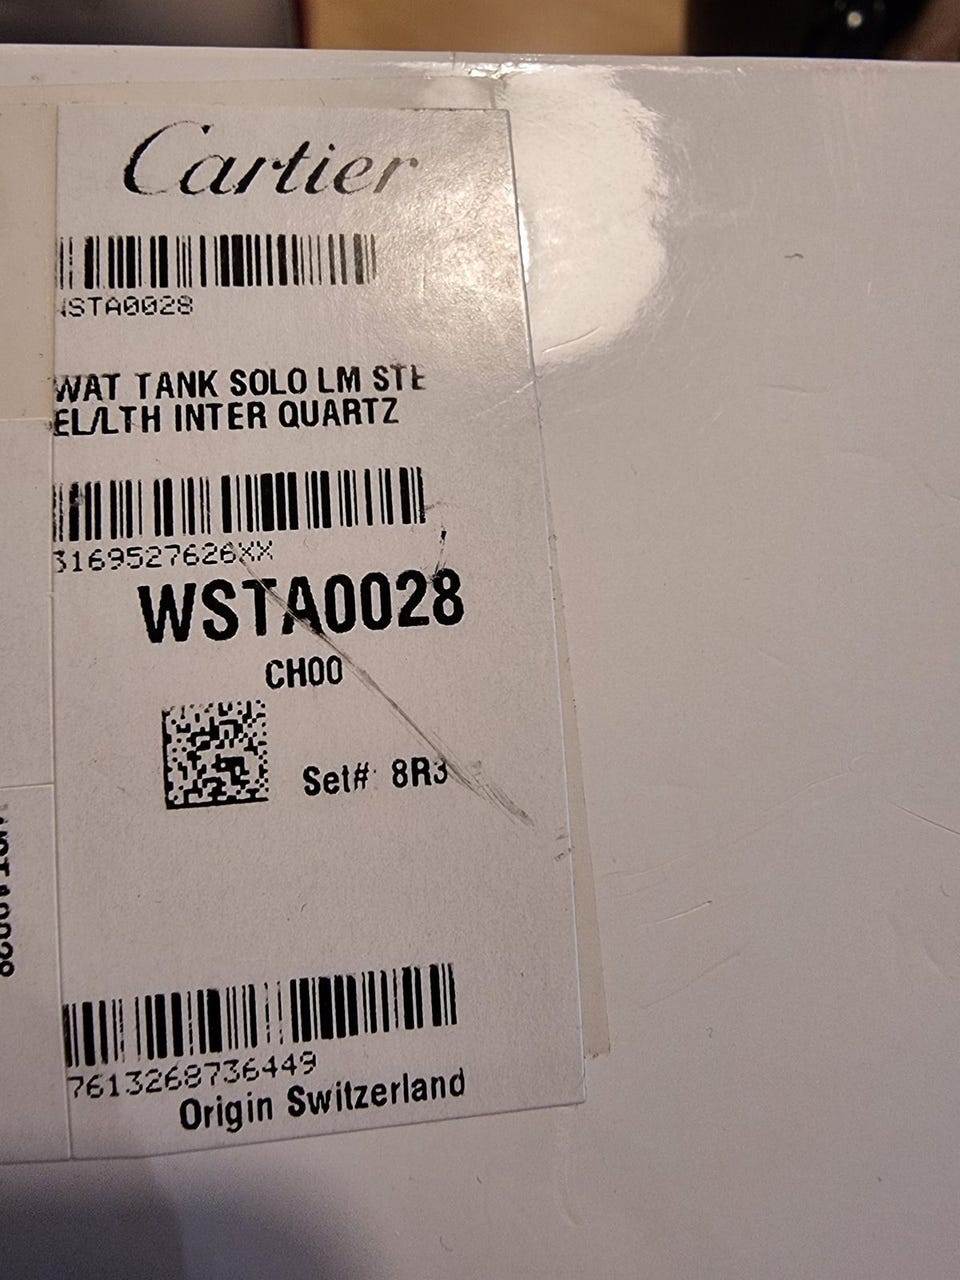 Cartier
WSTA0028
WAT TANK SOLO LM STE
EL/LTH INTER QUARTZ
3169527626XX
WSTA0028
CH00
Set#: 8R3
7613268736449
Origin Switzerland